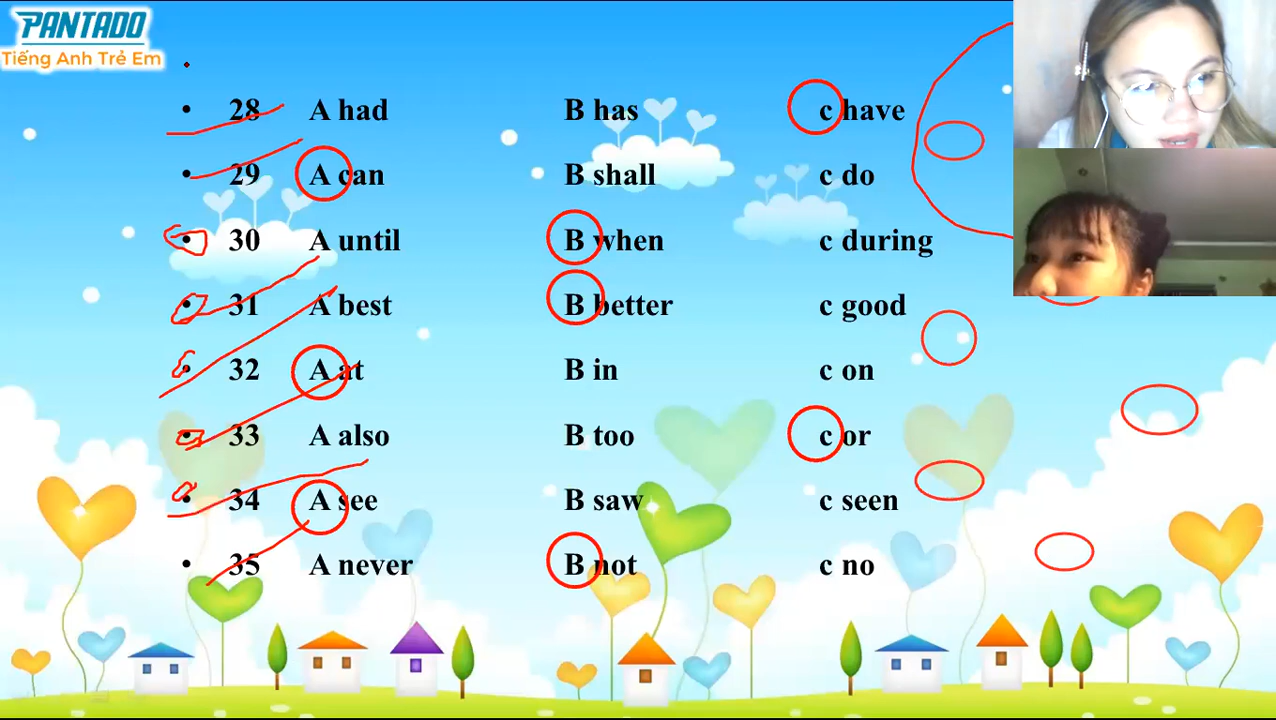 PANTADO
Tiếng Anh Trẻ Em
• 28 A had B has c have
• 29 A can B shall c do
• 30 A until B when c during
• 31 A best B better c good
• 32 A at B in c on
• 33 A also B too c or
• 34 A see B saw c seen
• 35 A never B not c no